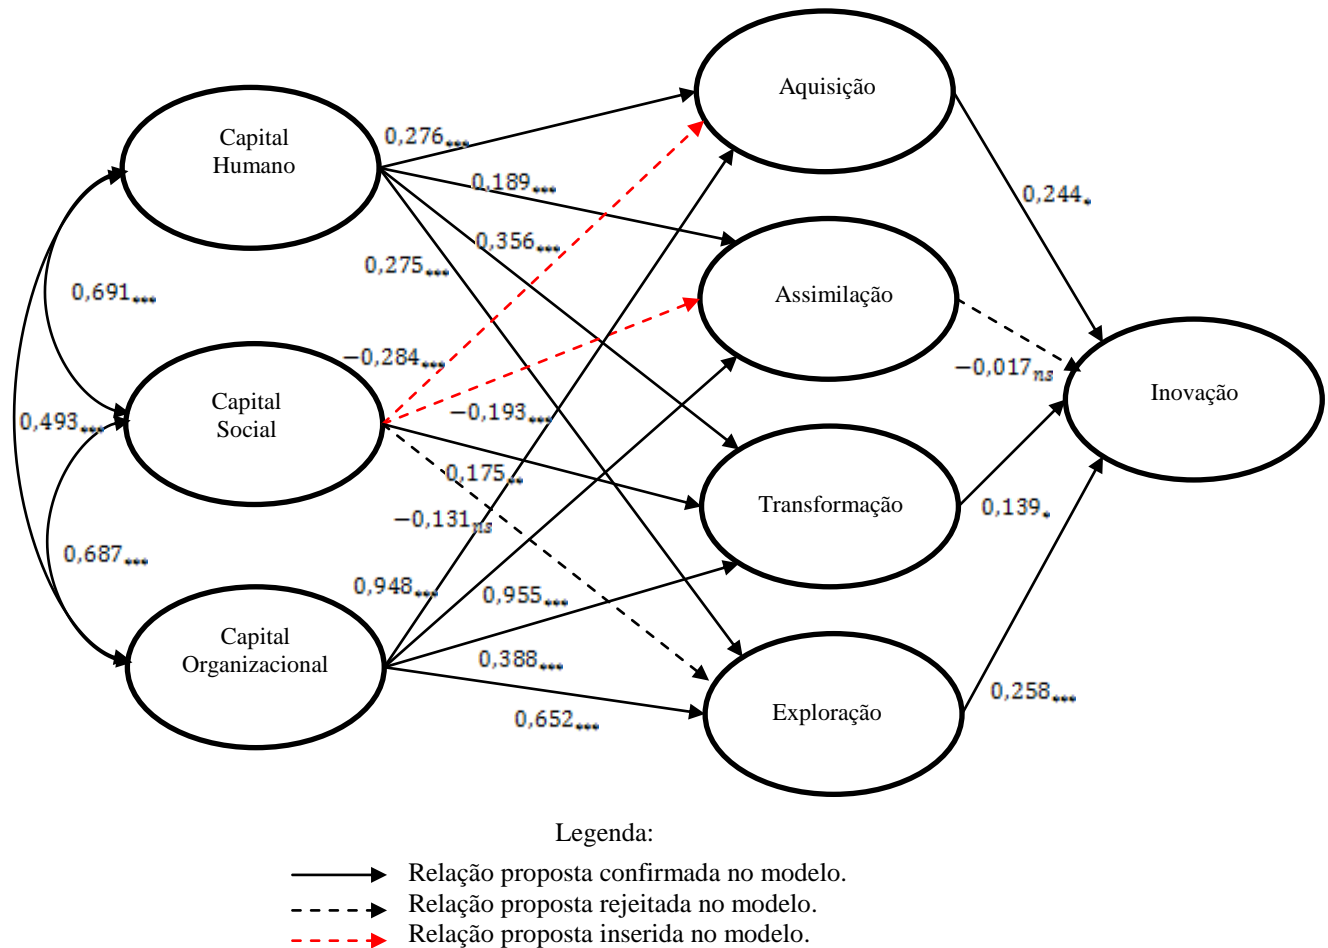 Aquisição
Capital
Humano
0,276***
0,189***
0,244*
0,356***
0,275***
0,691***
Assimilação
−0,284***
−0,017ns
Capital
Social
Inovação
0,493***
−0,193***
0,175**
−0,131ns
Transformação
0,139*
0,687***
0,948***
0,955***
Capital
Organizacional
0,388***
0,652***
Exploração
0,258***
Legenda:
Relação proposta confirmada no modelo.
Relação proposta rejeitada no modelo.
Relação proposta inserida no modelo.